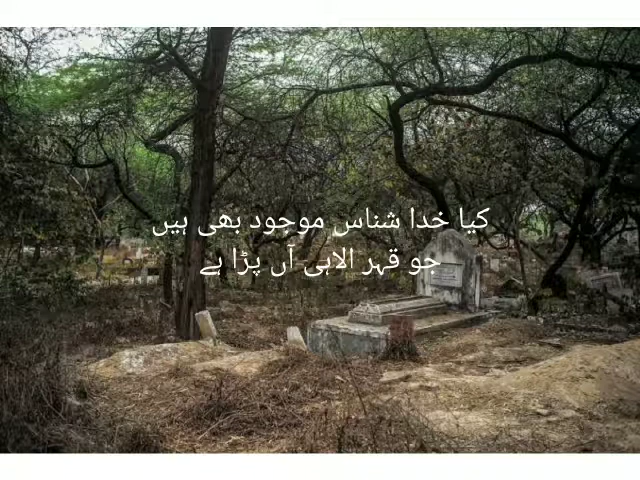 کیا خدا شناس موجود بھی ہیں
جو قہر الاہی آں پڑا ہے